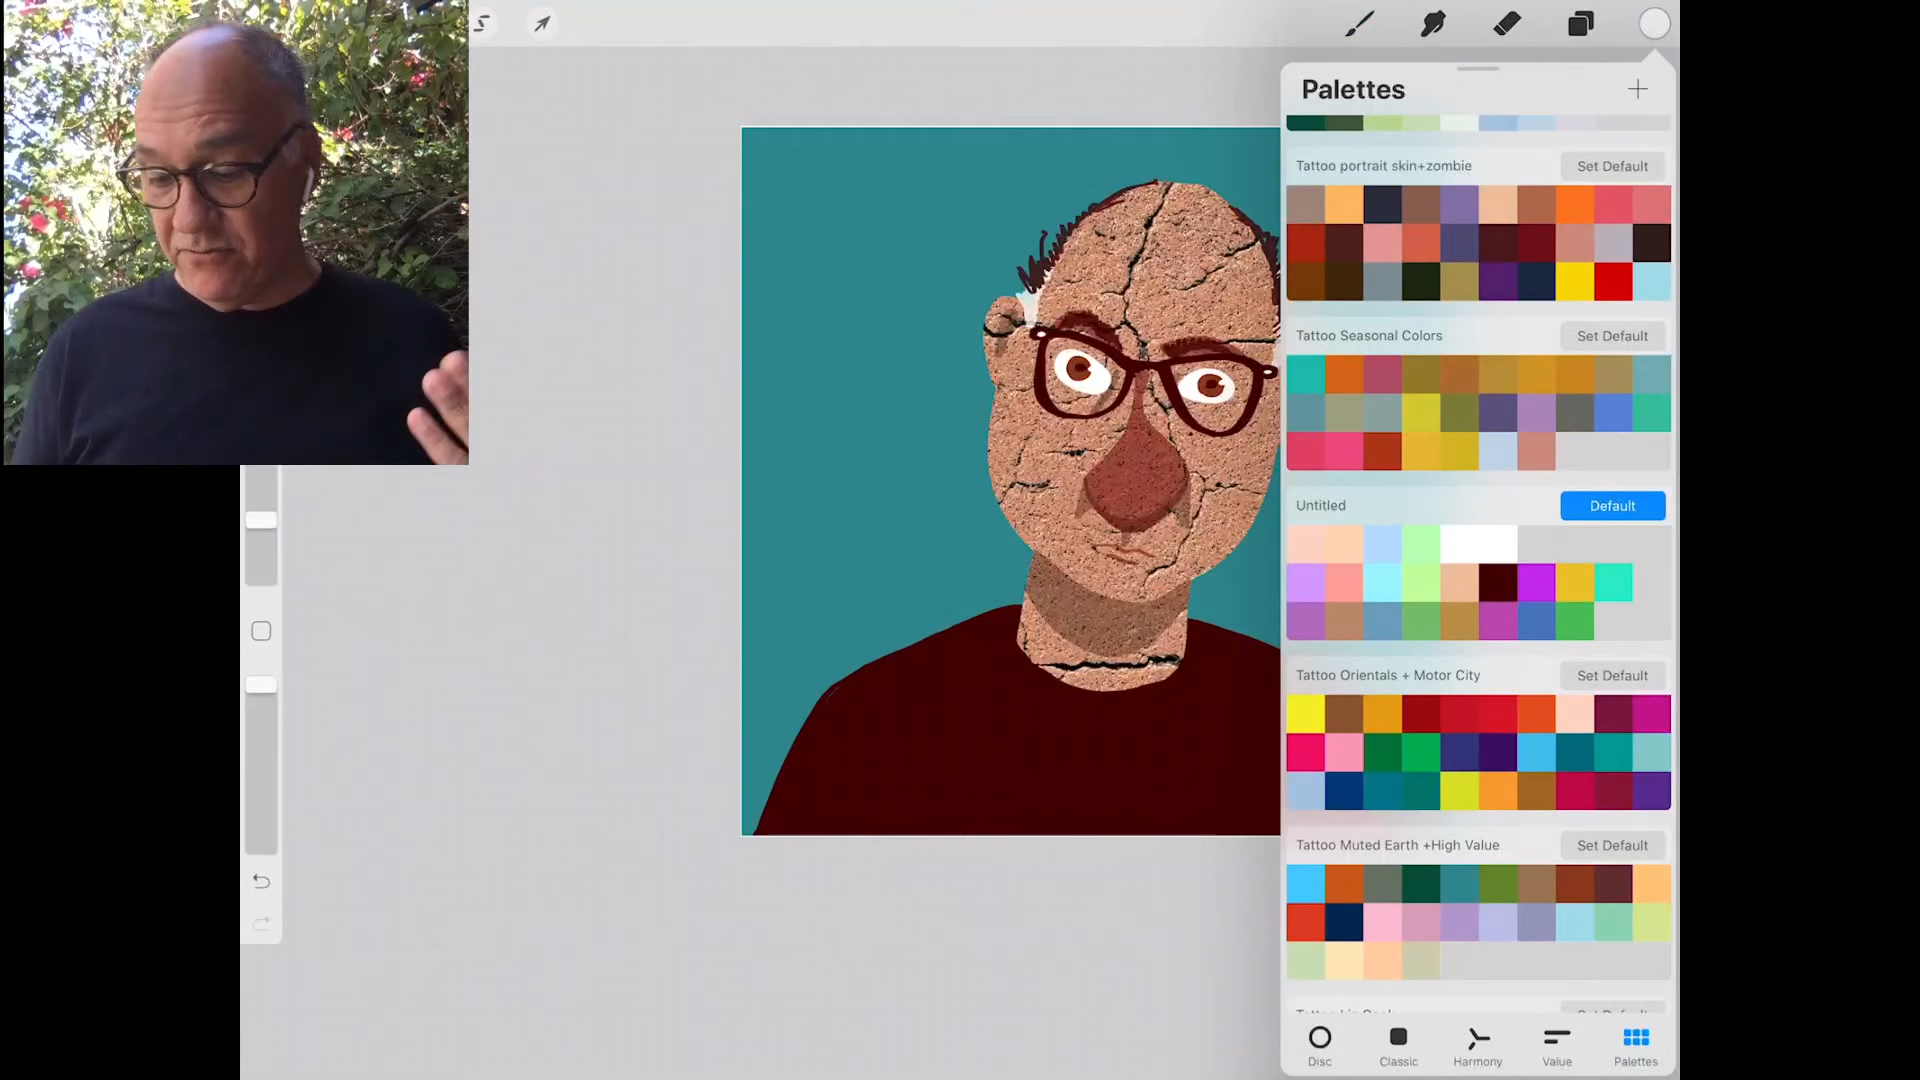 Palettes
Tattoo portrait skin+zombie
Set Default
Tattoo Seasonal Colors
Set Default
Untitled
Default
Tattoo Orientals + Motor City
Set Default
Tattoo Muted Earth +High Value
Set Default
Disc
Classic
Harmony
Value
Palettes